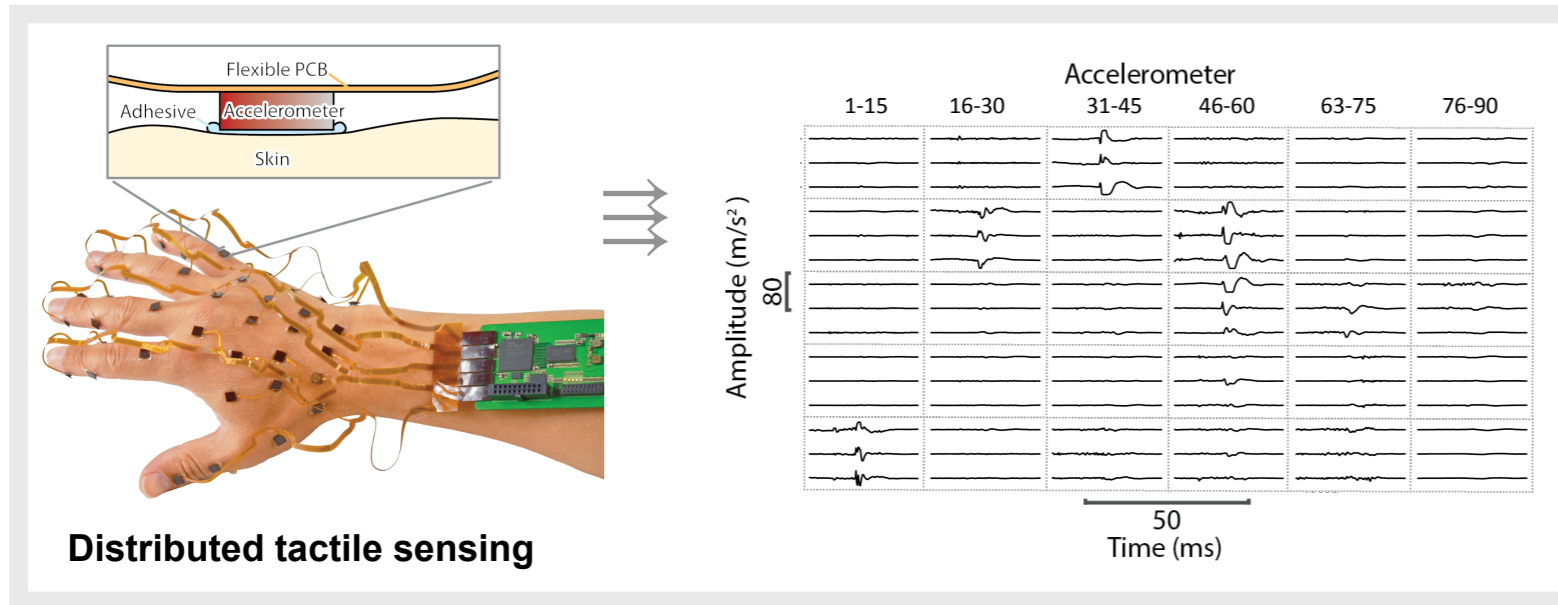 Flexible PCB
Adhesive
Accelerometer
Skin
Distributed tactile sensing
Accelerometer
1-15 16-30 31-45 46-60 63-75 76-90
Amplitude (m/s²)
80
50
Time (ms)